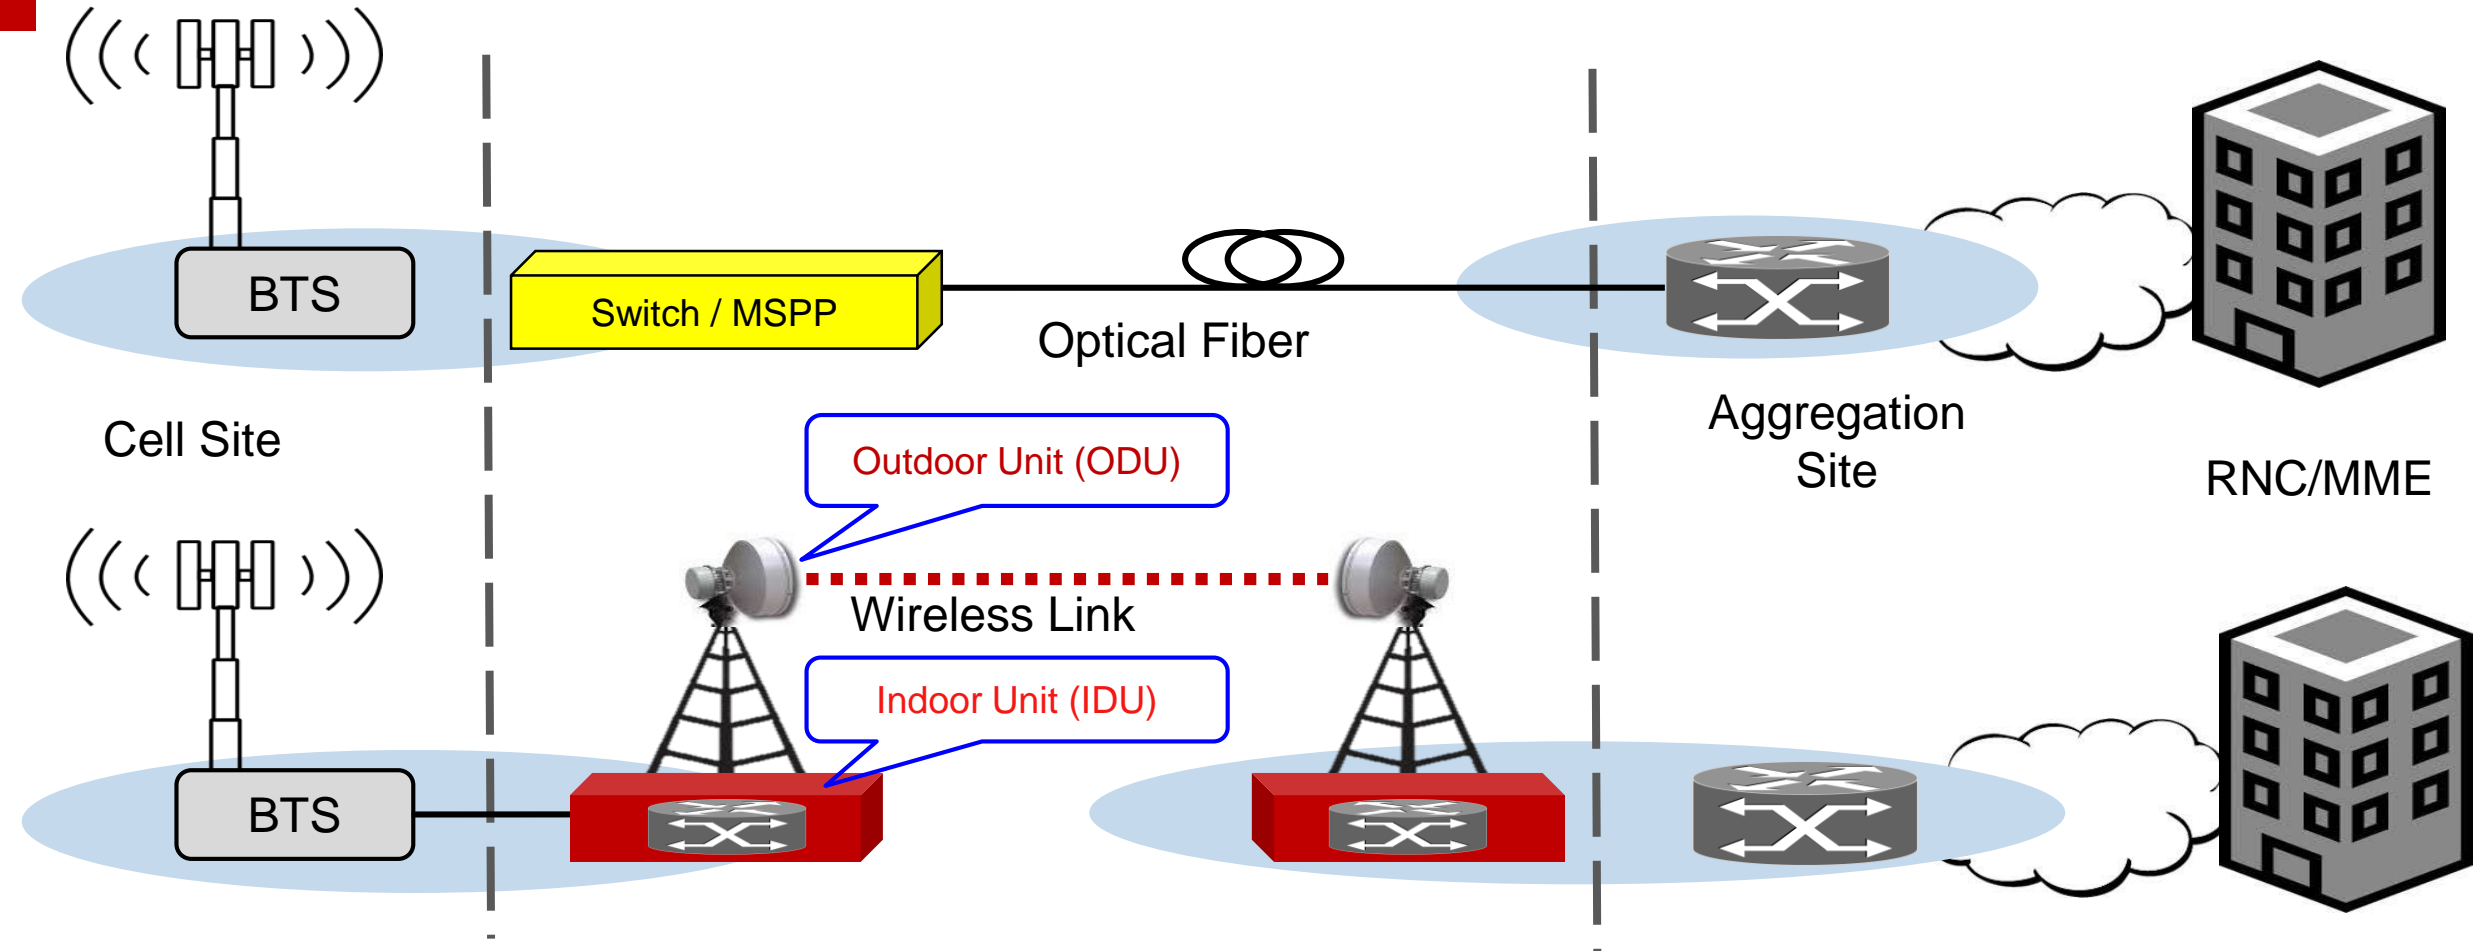 BTS
Switch / MSPP
Optical Fiber
Cell Site
Aggregation
Site
RNC/MME
Outdoor Unit (ODU)
Wireless Link
Indoor Unit (IDU)
BTS